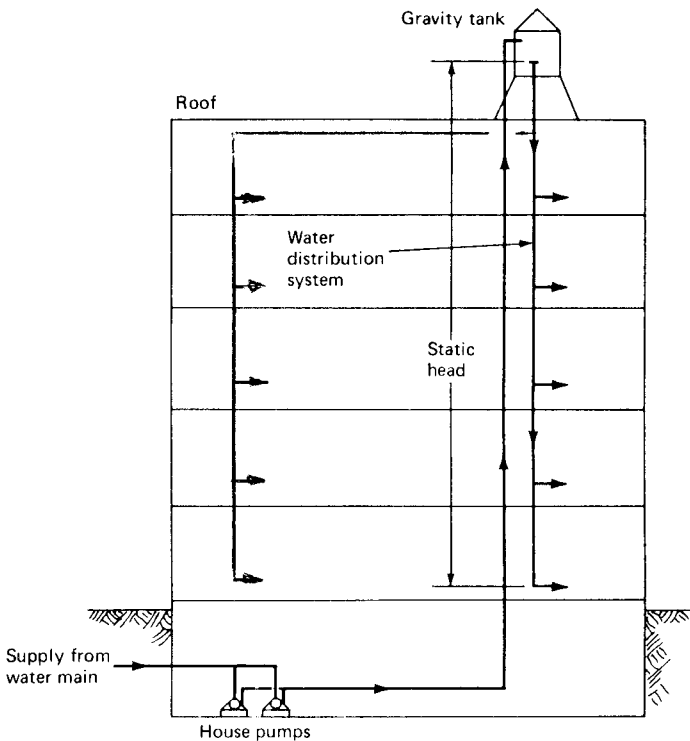 Gravity tank
Roof
Water
distribution
system
Static
head
Supply from
water main
House pumps